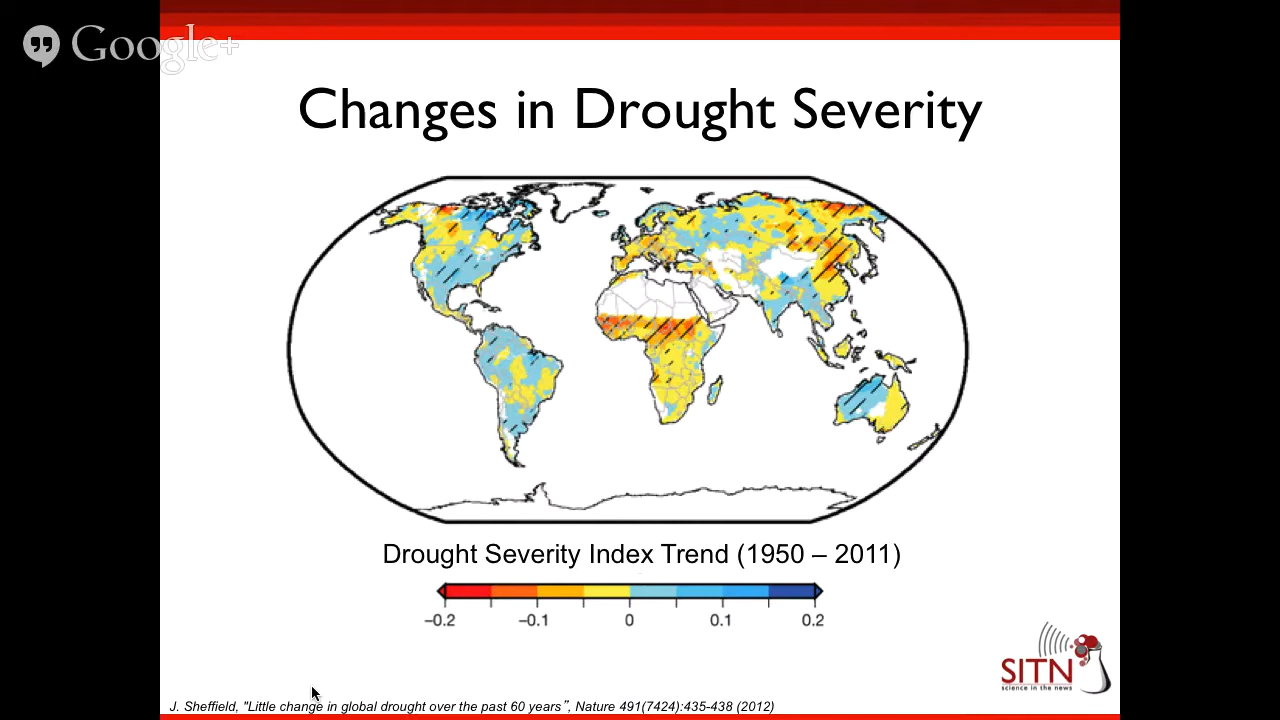 Google+
Changes in Drought Severity
Drought Severity Index Trend (1950 – 2011)
−0.2 −0.1 0 0.1 0.2
SITN
science in the news
J. Sheffield, "Little change in global drought over the past 60 years”, Nature 491(7424):435-438 (2012)